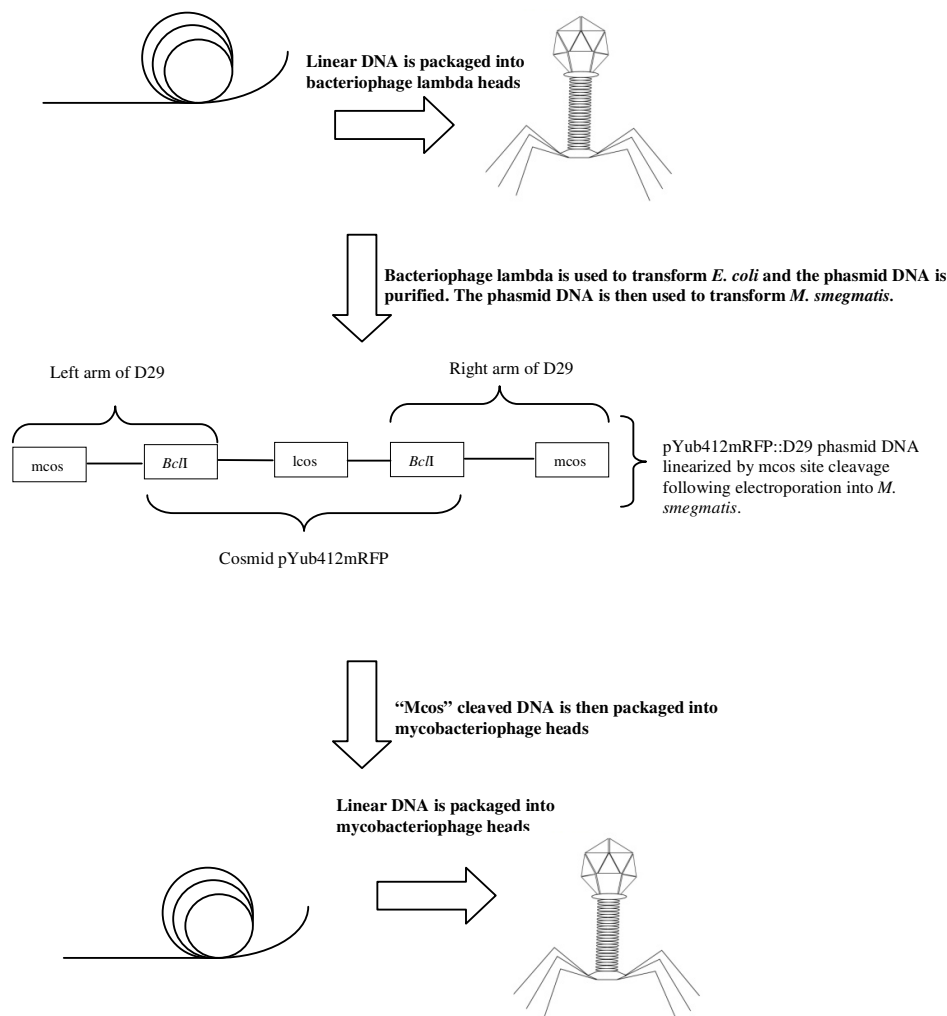 Linear DNA is packaged into
bacteriophage lambda heads
Bacteriophage lambda is used to transform E. coli and the phasmid DNA is
purified. The phasmid DNA is then used to transform M. smegmatis.
Left arm of D29
Right arm of D29
mcos
BclI
lcos
BclI
mcos
pYub412mRFP::D29 phasmid DNA
linearized by mcos site cleavage
following electroporation into M.
smegmatis.
Cosmid pYub412mRFP
“Mcos” cleaved DNA is then packaged into
mycobacteriophage heads
Linear DNA is packaged into
mycobacteriophage heads